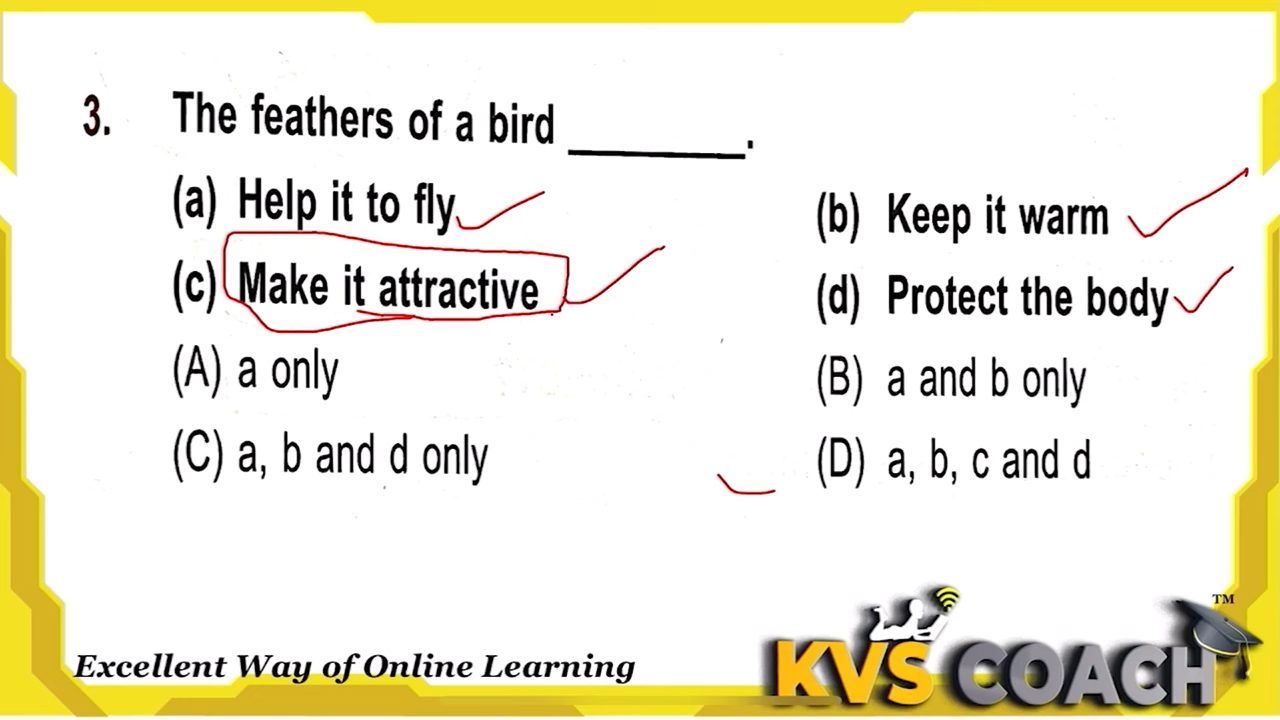 3. The feathers of a bird ________.
(a) Help it to fly (b) Keep it warm
(c) Make it attractive (d) Protect the body
(A) a only (B) a and b only
(C) a, b and d only (D) a, b, c and d
Excellent Way of Online Learning
KVS COACH TM